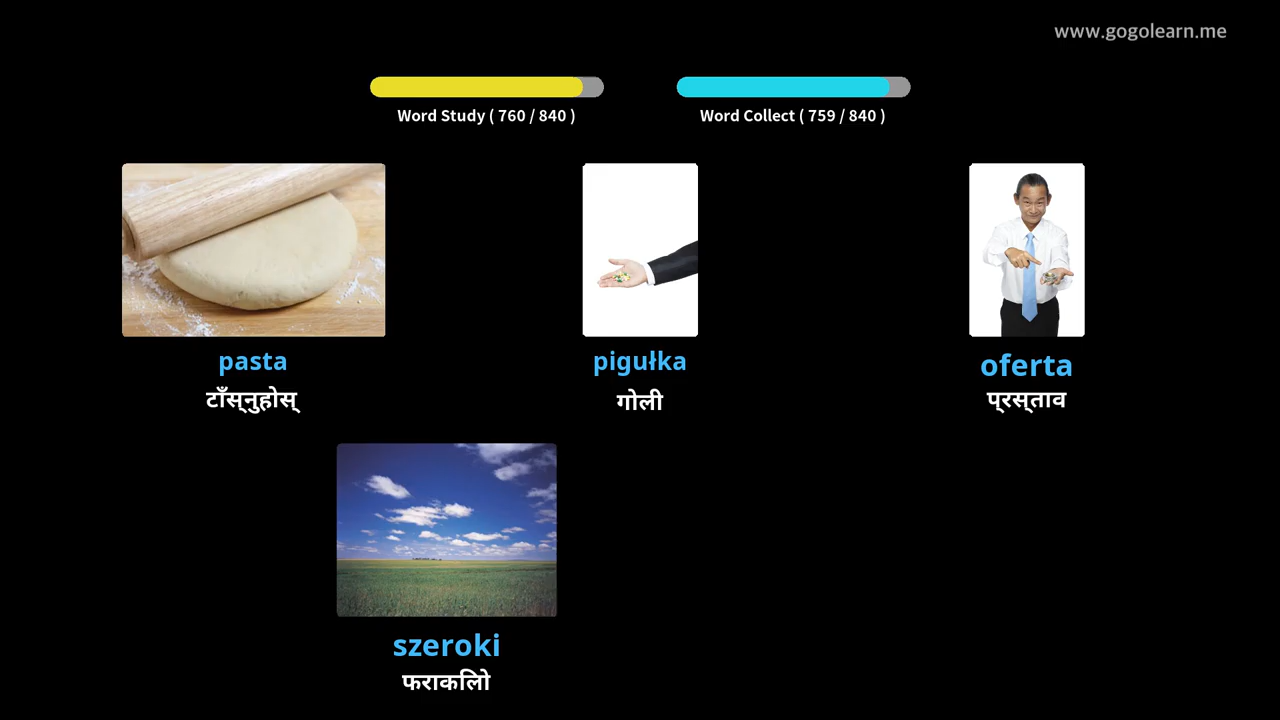 www.gogolearn.me
Word Study ( 760 / 840 )
Word Collect ( 759 / 840 )
pasta
टाँस्नुहोस्
pigułka
गोली
oferta
प्रस्ताव
szeroki
फराकिलो